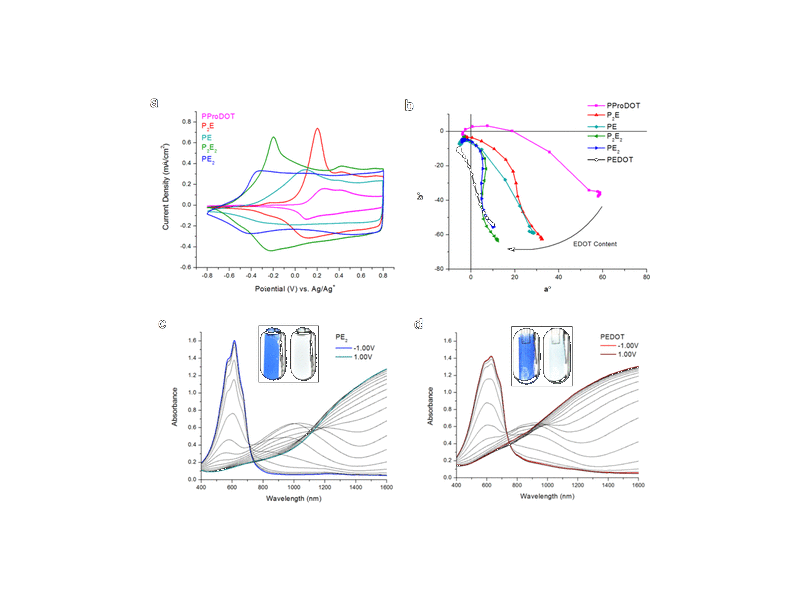 a
PProDOT
P2E
PE
P2E2
PE2
Current Density (mA/cm2)
0.8
0.6
0.4
0.2
0.0
-0.2
-0.4
-0.6
-0.8 -0.6 -0.4 -0.2 0.0 0.2 0.4 0.6 0.8
Potential (V) vs. Ag/Ag+
b
PProDOT
P2E
PE
P2E2
PE2
PEDOT
b°
0
-20
-40
-60
-80
EDOT Content
0 20 40 60 80
a°
c
PE2
-1.00V
1.00V
Absorbance
1.6
1.4
1.2
1.0
0.8
0.6
0.4
0.2
0.0
400 600 800 1000 1200 1400 1600
Wavelength (nm)
d
PEDOT
-1.00V
1.00V
Absorbance
1.6
1.4
1.2
1.0
0.8
0.6
0.4
0.2
0.0
400 600 800 1000 1200 1400 1600
Wavelength (nm)